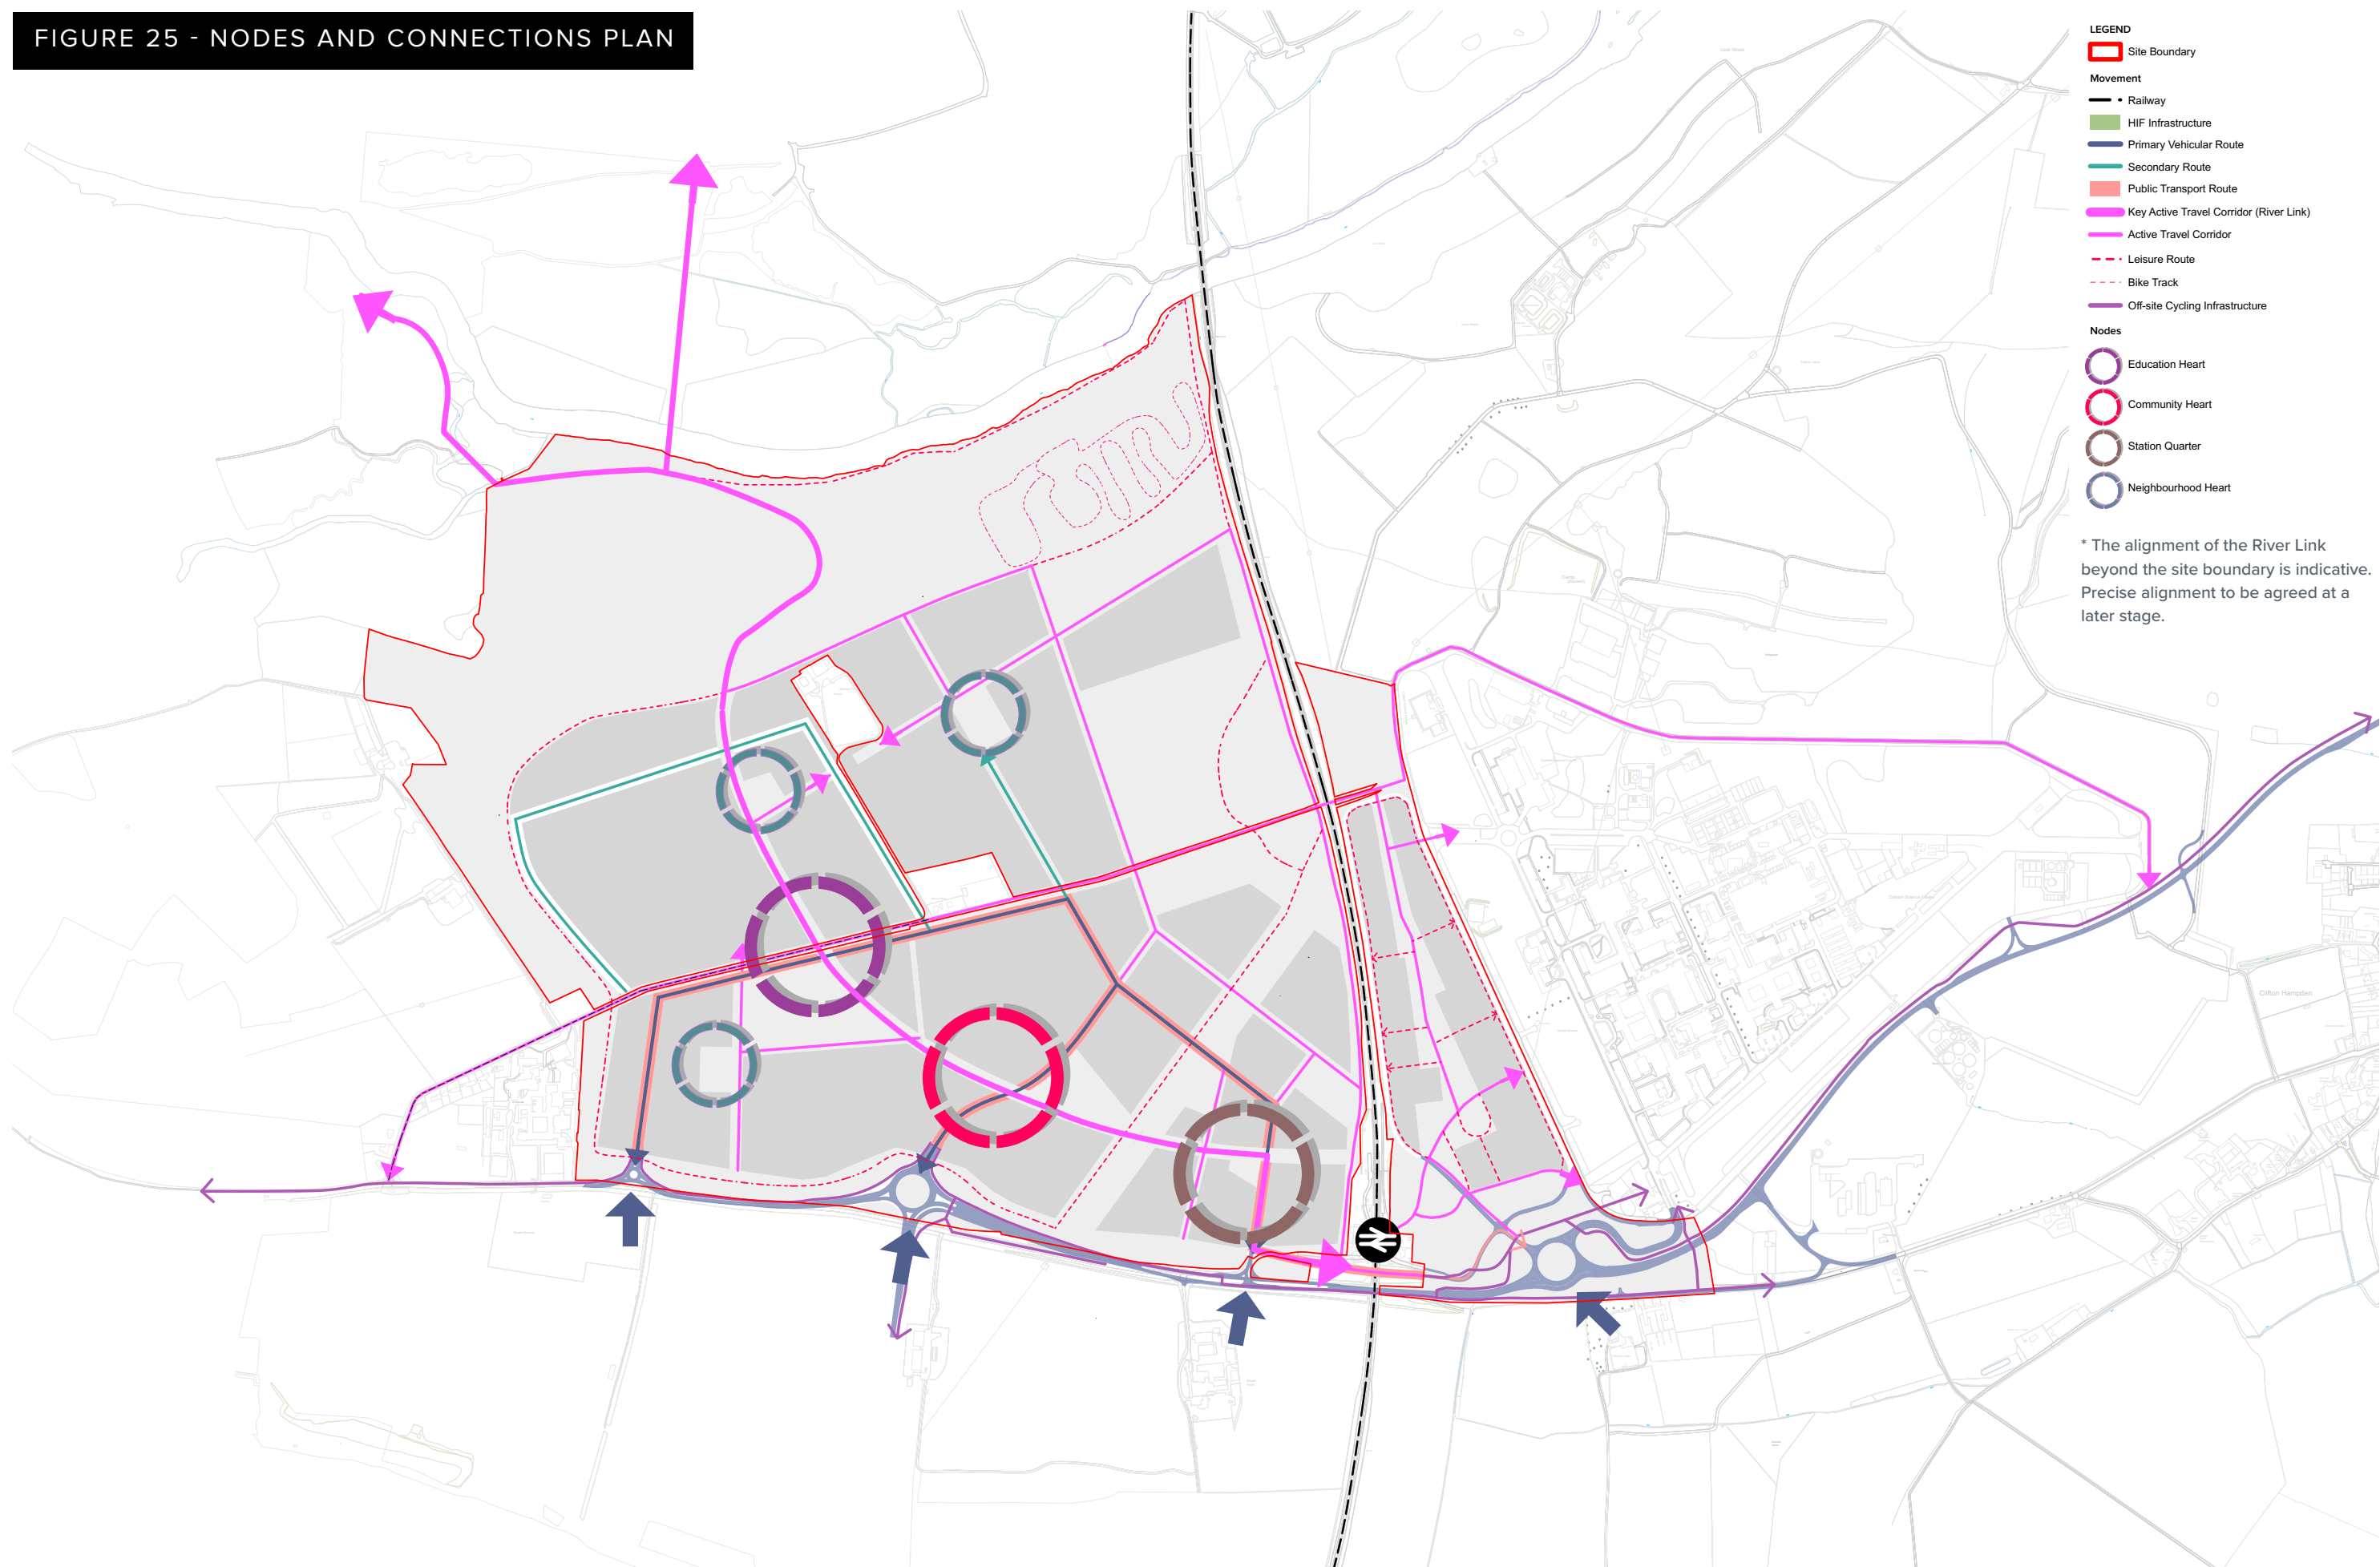 FIGURE 25 - NODES AND CONNECTIONS PLAN
LEGEND
Site Boundary
Movement
Railway
HIF Infrastructure
Primary Vehicular Route
Secondary Route
Public Transport Route
Key Active Travel Corridor (River Link)
Active Travel Corridor
Leisure Route
Bike Track
Off-site Cycling Infrastructure
Nodes
Education Heart
Community Heart
Station Quarter
Neighbourhood Heart
* The alignment of the River Link
beyond the site boundary is indicative.
Precise alignment to be agreed at a
later stage.
Clifton Hampden